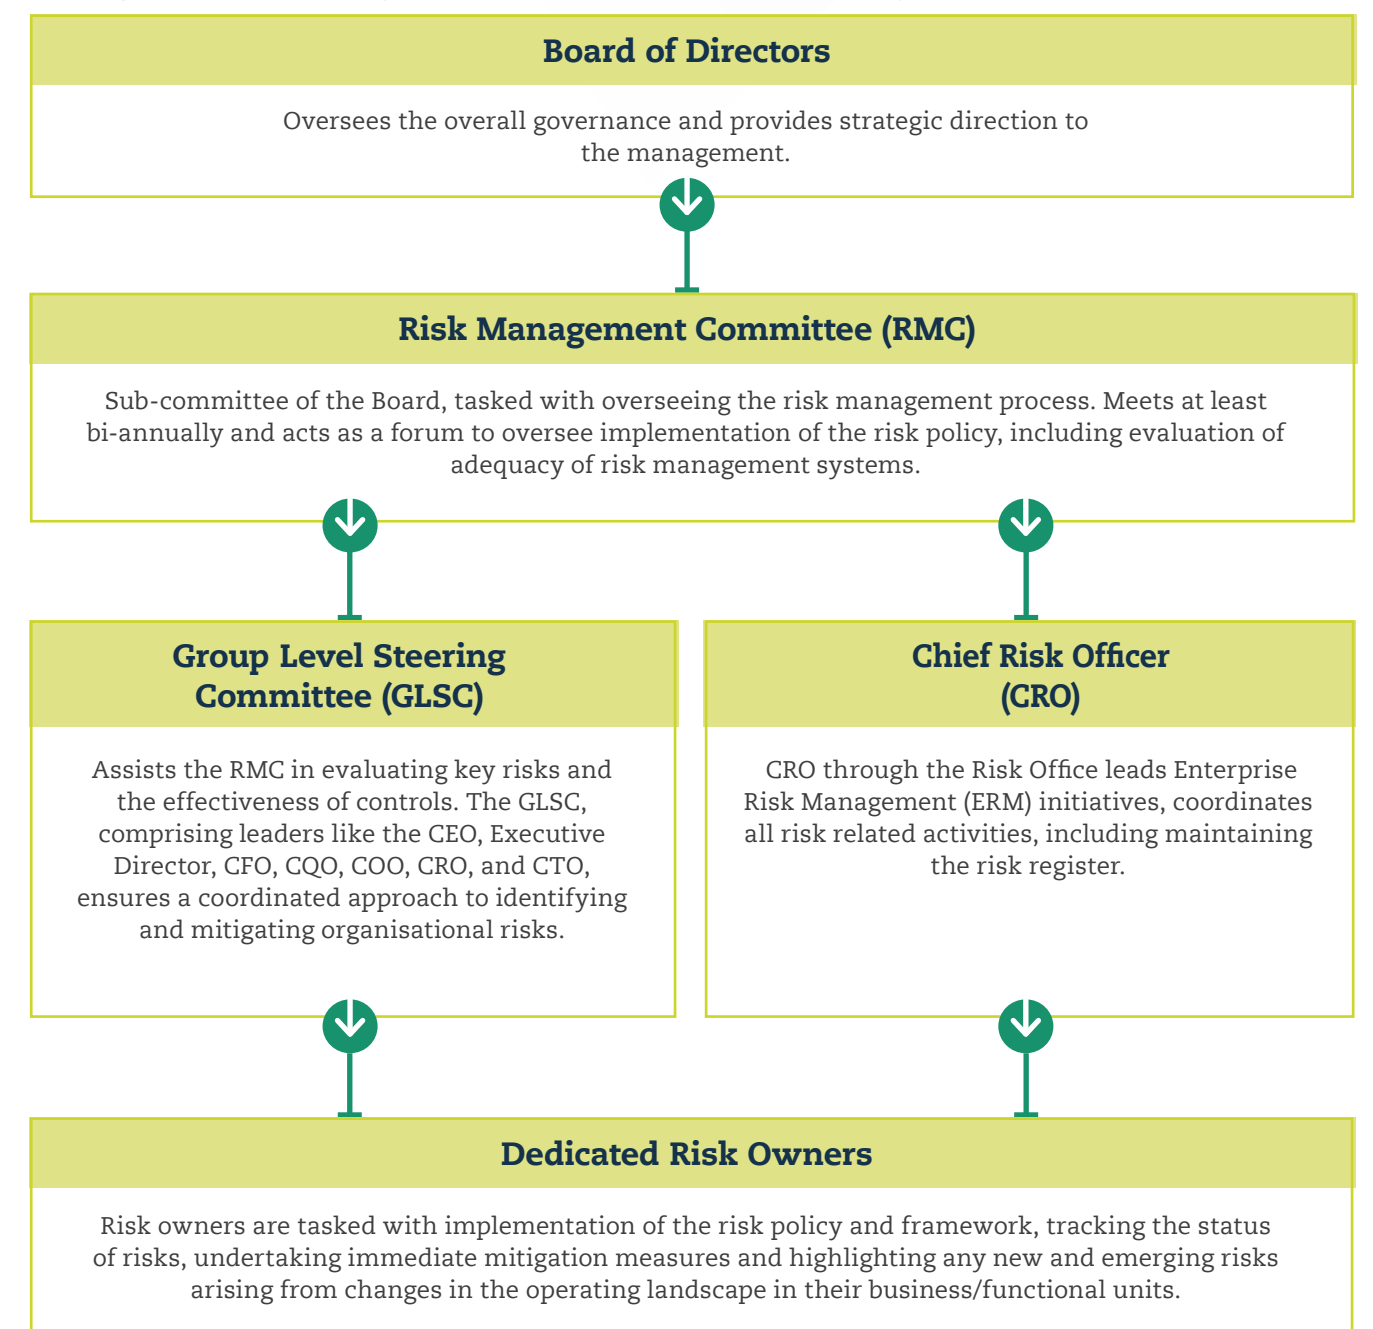 Board of Directors
Oversees the overall governance and provides strategic direction to
the management.
Risk Management Committee (RMC)
Sub-committee of the Board, tasked with overseeing the risk management process. Meets at least
bi-annually and acts as a forum to oversee implementation of the risk policy, including evaluation of
adequacy of risk management systems.
Group Level Steering
Committee (GLSC)
Assists the RMC in evaluating key risks and
the effectiveness of controls. The GLSC,
comprising leaders like the CEO, Executive
Director, CFO, CQO, COO, CRO, and CTO,
ensures a coordinated approach to identifying
and mitigating organisational risks.
Chief Risk Officer
(CRO)
CRO through the Risk Office leads Enterprise
Risk Management (ERM) initiatives, coordinates
all risk related activities, including maintaining
the risk register.
Dedicated Risk Owners
Risk owners are tasked with implementation of the risk policy and framework, tracking the status
of risks, undertaking immediate mitigation measures and highlighting any new and emerging risks
arising from changes in the operating landscape in their business/functional units.